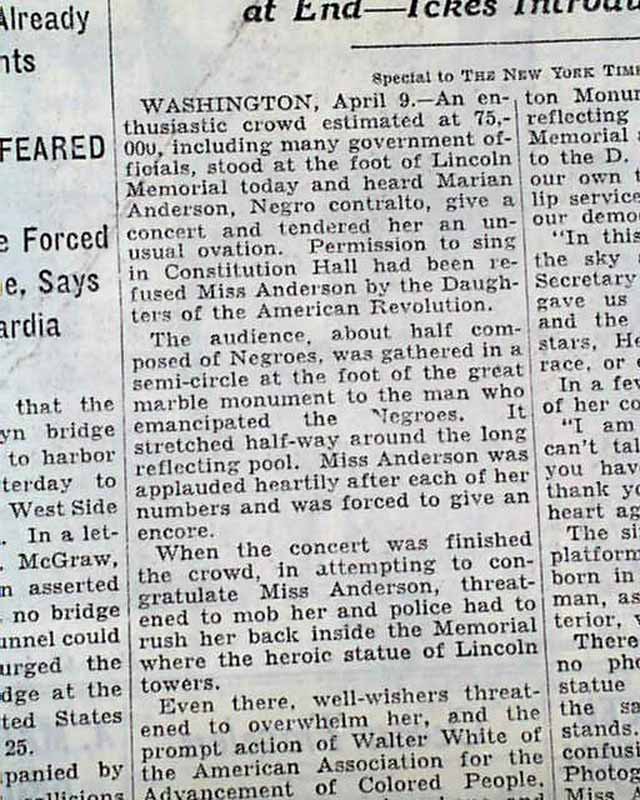 at End—Ickes Introdu
Special to THE NEW YORK TIME
Already
nts
FEARED
e Forced
e, Says
ardia
that the
yn bridge
to harbor
terday to
West Side
. In a let-
. McGraw,
n asserted
no bridge
unnel could
urged the
dge at the
ted States
25.
panied by
collisions
WASHINGTON, April 9.—An en-
thusiastic crowd estimated at 75,-
000, including many government of-
ficials, stood at the foot of Lincoln
Memorial today and heard Marian
Anderson, Negro contralto, give a
concert and tendered her an un-
usual ovation. Permission to sing
in Constitution Hall had been re-
fused Miss Anderson by the Daugh-
ters of the American Revolution.
The audience, about half com-
posed of Negroes, was gathered in a
semi-circle at the foot of the great
marble monument to the man who
emancipated the Negroes. It
stretched half-way around the long
reflecting pool. Miss Anderson was
applauded heartily after each of her
numbers and was forced to give an
encore.
When the concert was finished
the crowd, in attempting to con-
gratulate Miss Anderson, threat-
ened to mob her and police had to
rush her back inside the Memorial
where the heroic statue of Lincoln
towers.
Even there, well-wishers threat-
ened to overwhelm her, and the
prompt action of Walter White of
the American Association for the
Advancement of Colored People,
ton Monu
reflecting
Memorial a
to the D.
our own t
lip service
our demo
"In this
the sky
Secretary
gave us
and the
stars, He
race, or c
In a few
of her co
"I am
can't tal
you hav
thank yo
heart ag
The si
platform
born in
man, as
terior, w
There
no pho
statue
the sa
stands.
confusi
Photog
Miss A